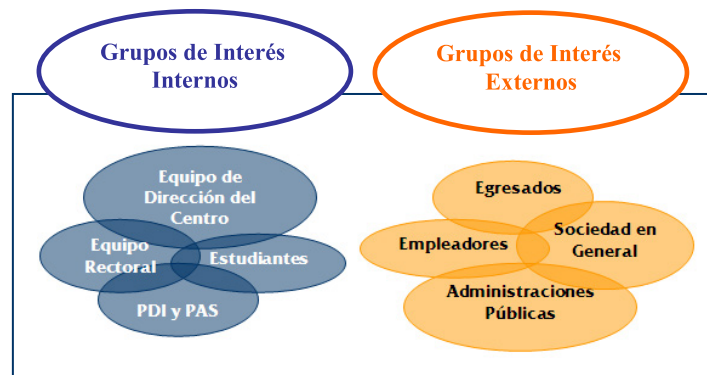 Grupos de Interés
Internos
Grupos de Interés
Externos
Equipo de
Dirección del
Centro
Equipo
Rectoral
Estudiantes
PDI y PAS
Egresados
Empleadores
Sociedad en
General
Administraciones
Públicas